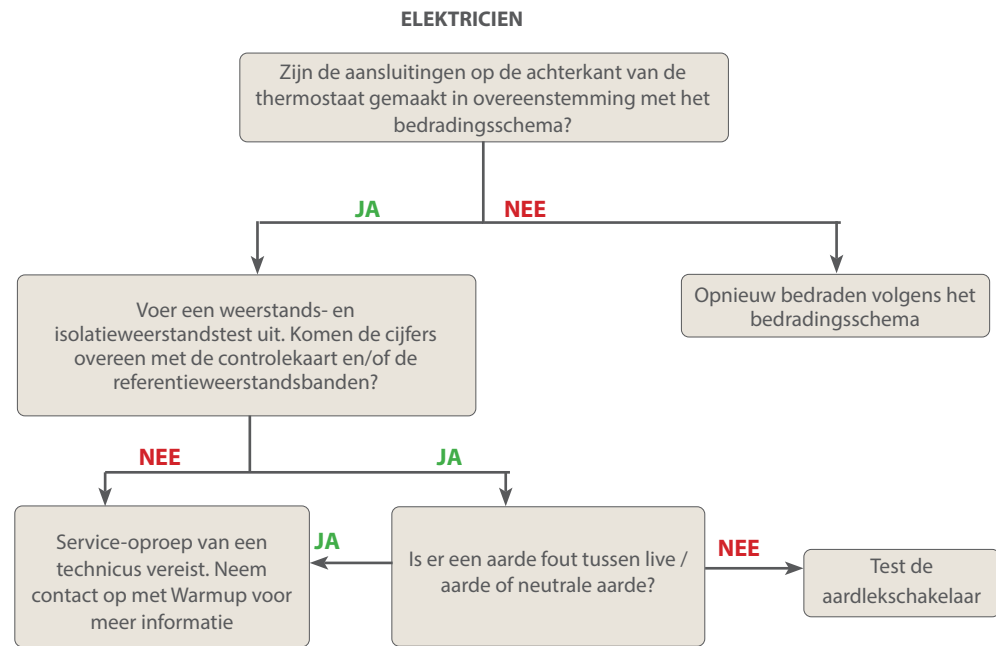 ELEKTRICIEN
Zijn de aansluitingen op de achterkant van de
thermostaat gemaakt in overeenstemming met het
bedradingsschema?
JA
NEE
Voer een weerstands- en
isolatieweerstandstest uit. Komen de cijfers
overeen met de controlekaart en/of de
referentieweerstandsbanden?
Opnieuw bedraden volgens het
bedradingsschema
NEE
JA
Service-oproep van een
technicus vereist. Neem
contact op met Warmup voor
meer informatie
JA
Is er een aarde fout tussen live /
aarde of neutrale aarde?
NEE
Test de
aardlekschakelaar